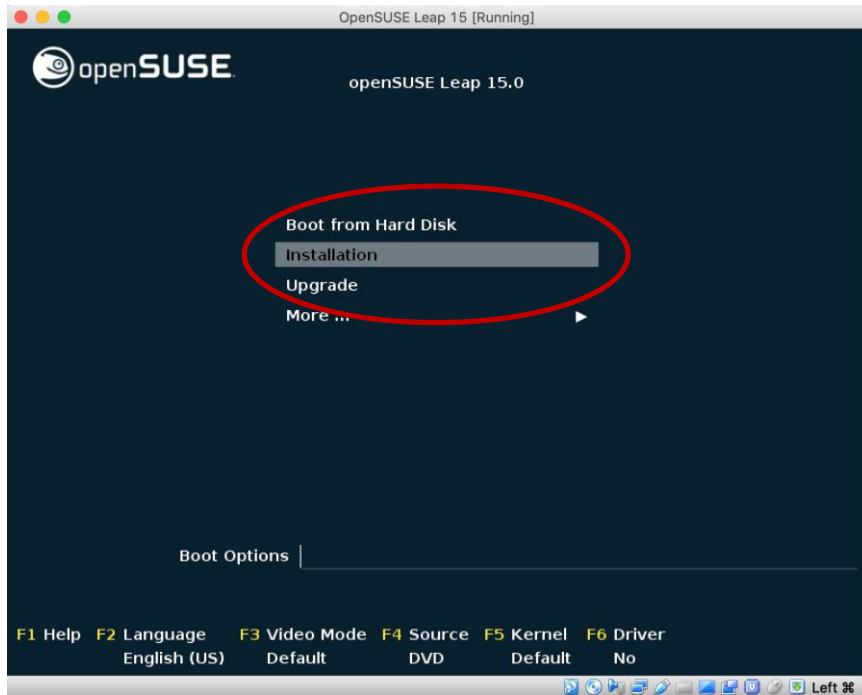 OpenSUSE Leap 15 [Running]
openSUSE.
openSUSE Leap 15.0
Boot from Hard Disk
Installation
Upgrade
More ...
Boot Options
F1 Help F2 Language F3 Video Mode F4 Source F5 Kernel F6 Driver
English (US) Default DVD Default No
Left ⌘